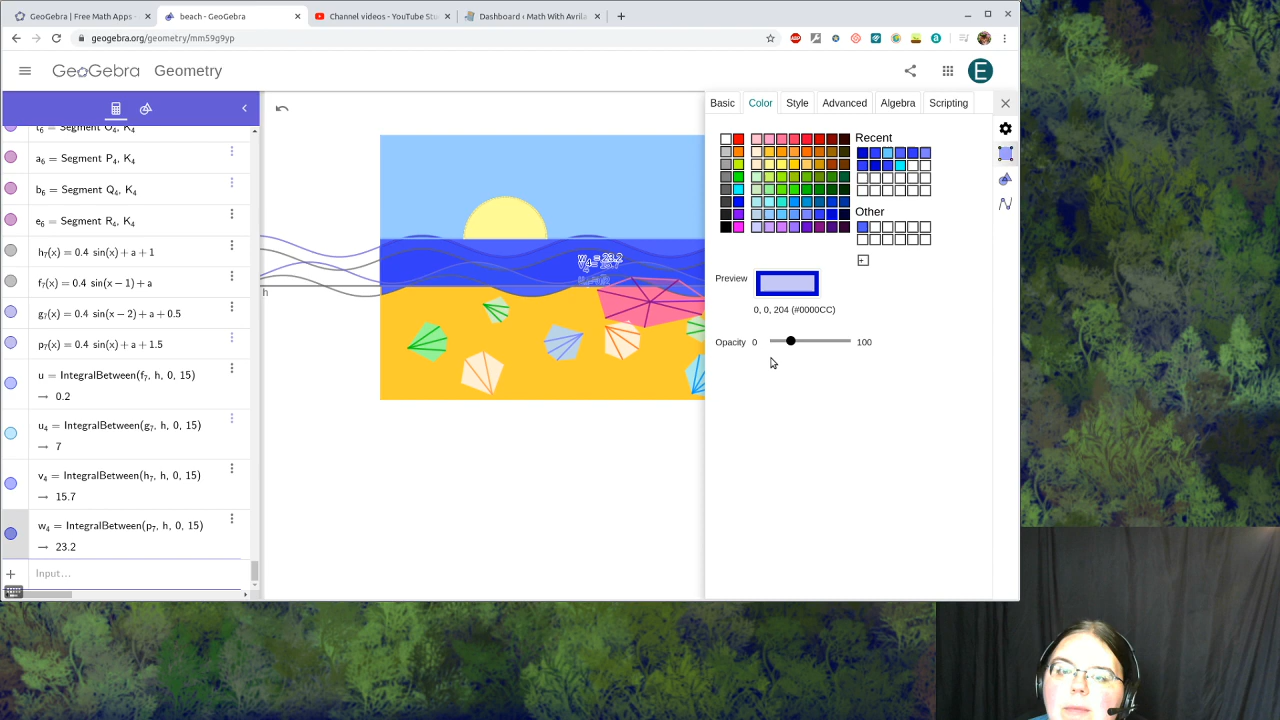 GeoGebra | Free Math Apps -
beach - GeoGebra
Channel videos - YouTube Stu
Dashboard ‹ Math With Avrila
geogebra.org/geometry/mm59g9yp
GeoGebra Geometry
E
Basic Color Style Advanced Algebra Scripting
a₆ = Segment P₄, K₄
b₆ = Segment Q₄, K₄
e₆ = Segment R₄, K₄
h₇(x) = 0.4 sin(x) + a + 1
f₇(x) = 0.4 sin(x − 1) + a
g₇(x) = 0.4 sin(x − 2) + a + 0.5
p₇(x) = 0.4 sin(x) + a + 1.5
u = IntegralBetween(f₇, h, 0, 15)
→ 0.2
u₄ = IntegralBetween(g₇, h, 0, 15)
→ 7
v₄ = IntegralBetween(h₇, h, 0, 15)
→ 15.7
w₄ = IntegralBetween(p₇, h, 0, 15)
→ 23.2
Input...
h
Recent
Other
Preview
0, 0, 204 (#0000CC)
Opacity 0 100